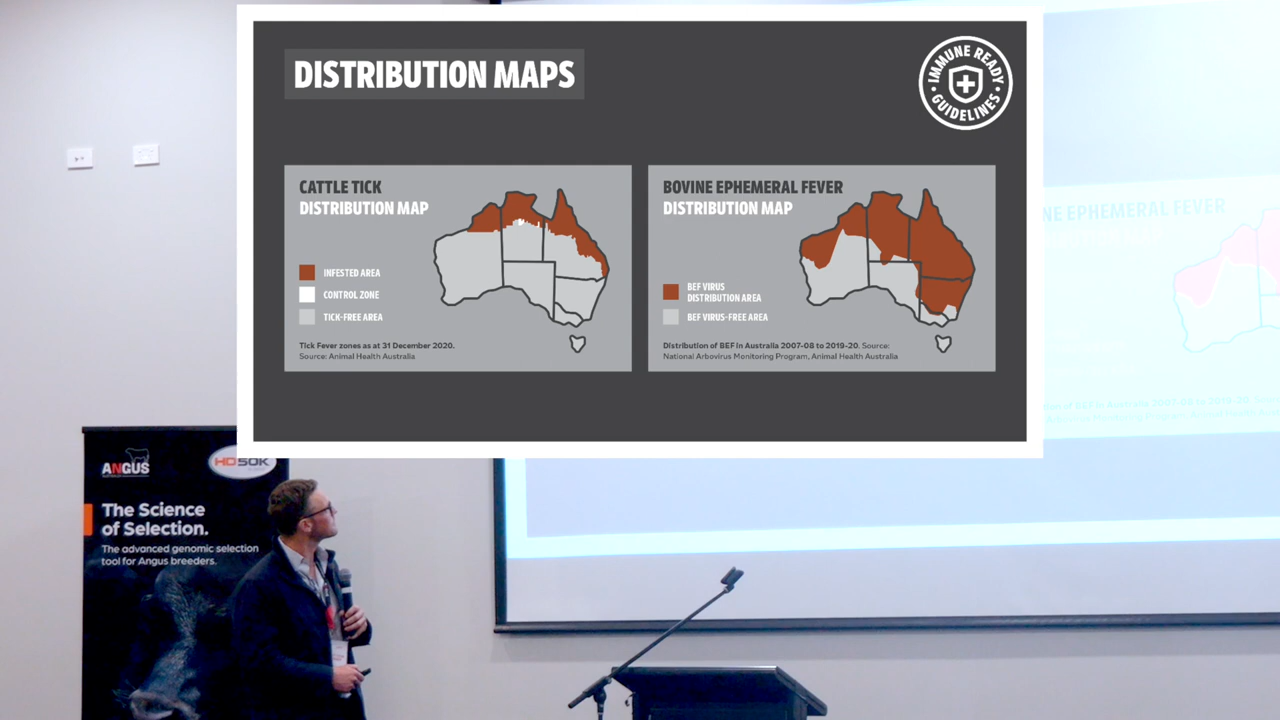 DISTRIBUTION MAPS
IMMUNE READY
GUIDELINES
CATTLE TICK
DISTRIBUTION MAP
INFESTED AREA
CONTROL ZONE
TICK-FREE AREA
Tick Fever zones as at 31 December 2020.
Source: Animal Health Australia
BOVINE EPHEMERAL FEVER
DISTRIBUTION MAP
BEF VIRUS
DISTRIBUTION AREA
BEF VIRUS-FREE AREA
Distribution of BEF in Australia 2007-08 to 2019-20. Source:
National Arbovirus Monitoring Program, Animal Health Australia
NE EPHEMERAL FEVER
ANGUS
HD50K
The Science
of Selection.
The advanced genomic selection
tool for Angus breeders.